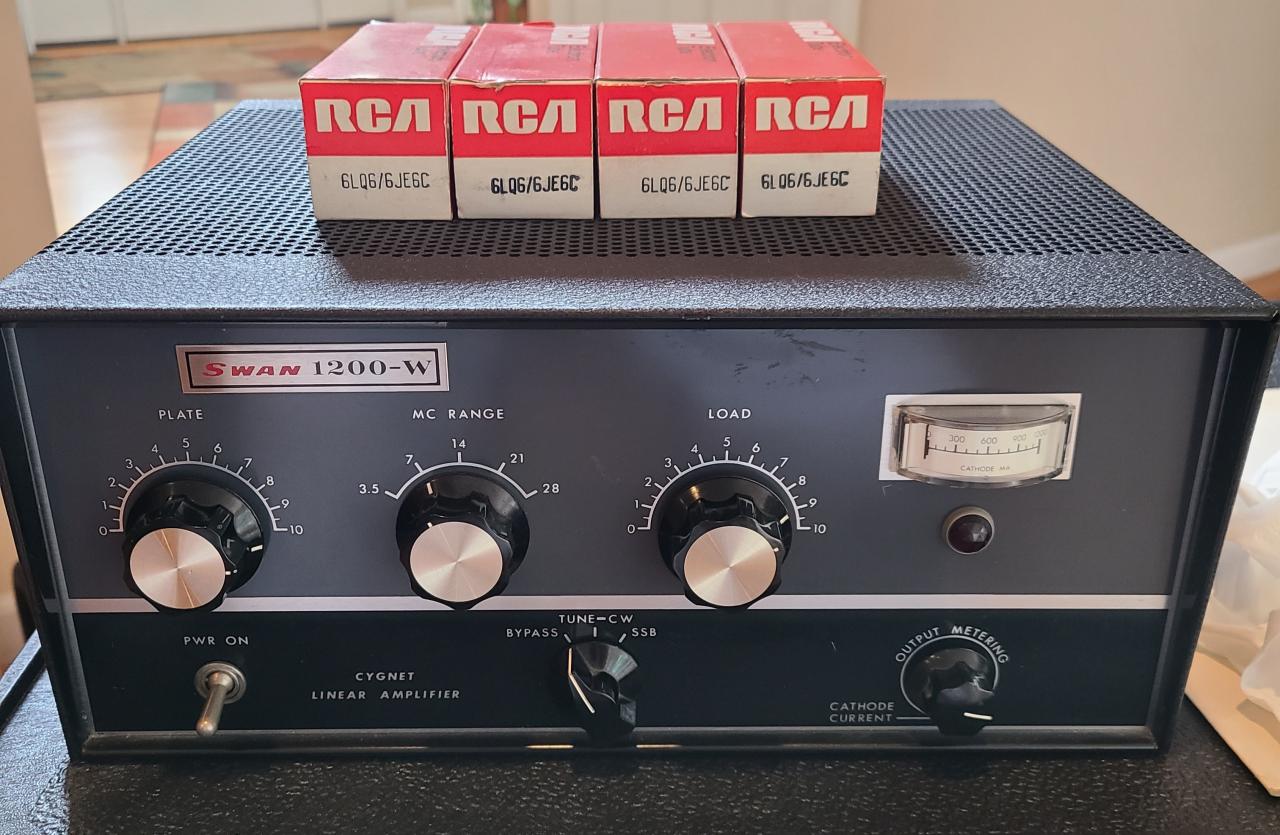 RCA RCA RCA RCA
6LQ6/6JE6C 6LQ6/6JE6C 6LQ6/6JE6C 6LQ6/6JE6C
SWAN 1200-W
PLATE
0 1 2 3 4 5 6 7 8 9 10
MC RANGE
3.5 7 14 21 28
LOAD
0 1 2 3 4 5 6 7 8 9 10
0 300 600 900
CATHODE MA
PWR ON
CYGNET
LINEAR AMPLIFIER
TUNE-CW
BYPASS SSB
OUTPUT METERING
CATHODE
CURRENT